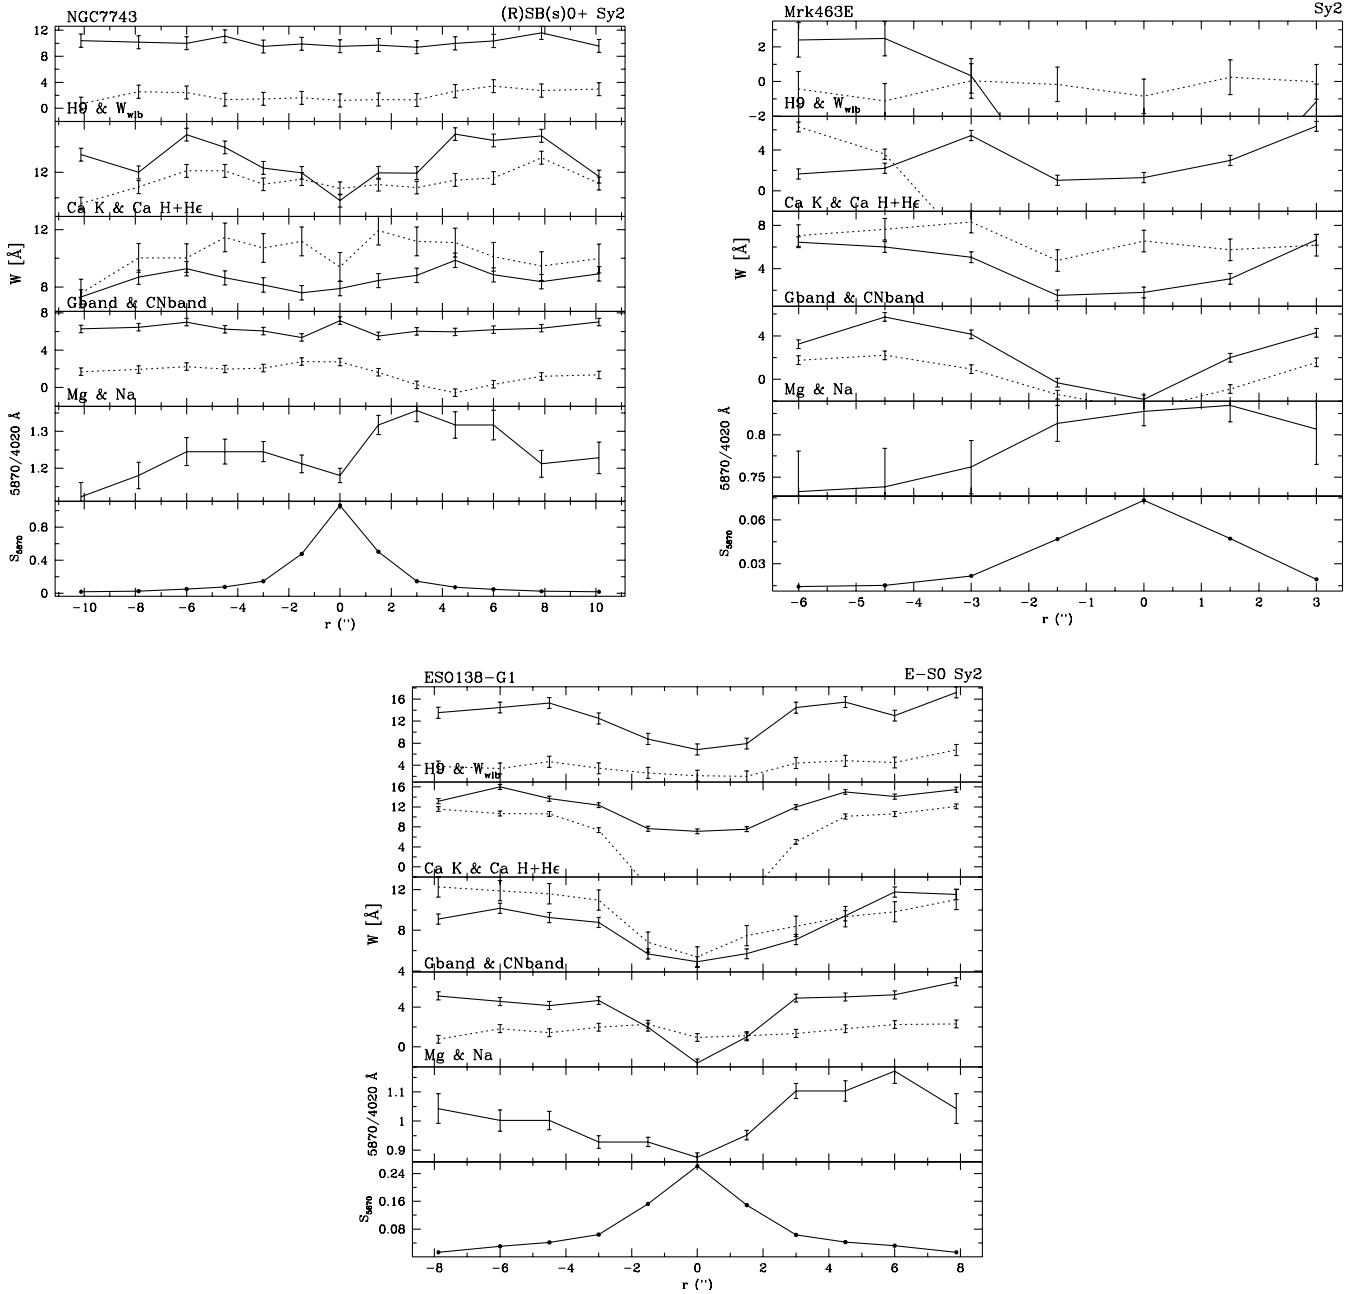 NGC7743 (R)SB(s)0+ Sy2
12
8
4
0
H9 & Wwlb
12
Ca K & Ca H+Hϵ
12
8
W [Å]
Gband & CNband
8
4
0
Mg & Na
1.3
1.2
5870/4020 Å
0.8
0.4
0
S5870
−10 −8 −6 −4 −2 0 2 4 6 8 10
r (")
Mrk463E Sy2
2
0
−2
H9 & Wwlb
4
0
Ca K & Ca H+Hϵ
8
4
W [Å]
Gband & CNband
4
0
Mg & Na
0.8
0.75
5870/4020 Å
0.06
0.03
S5870
−6 −5 −4 −3 −2 −1 0 1 2 3
r (")
ESO138−G1 E−S0 Sy2
16
12
8
4
H9 & Wwlb
16
12
8
4
0
Ca K & Ca H+Hϵ
12
8
4
W [Å]
Gband & CNband
4
0
Mg & Na
1.1
1
0.9
5870/4020 Å
0.24
0.16
0.08
S5870
−8 −6 −4 −2 0 2 4 6 8
r (")